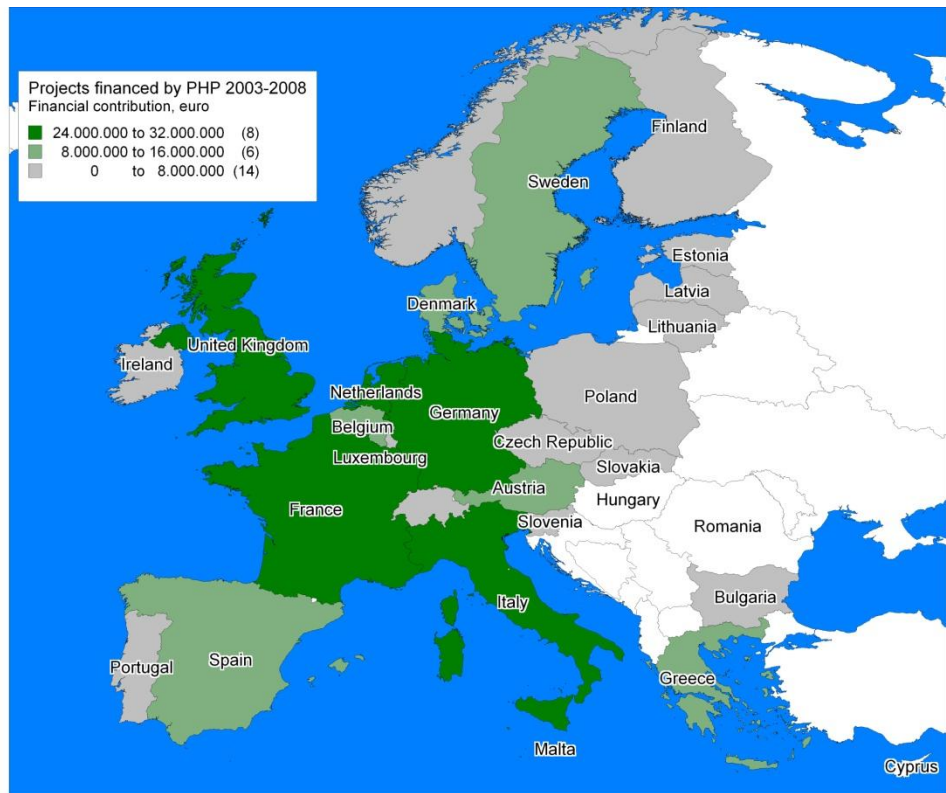 Projects financed by PHP 2003-2008
Financial contribution, euro
24.000.000 to 32.000.000 (8)
8.000.000 to 16.000.000 (6)
0 to 8.000.000 (14)
Finland
Sweden
Estonia
Latvia
Denmark
Lithuania
United Kingdom
Ireland
Netherlands
Poland
Germany
Belgium
Czech Republic
Luxembourg
Slovakia
Austria
Hungary
France
Slovenia
Romania
Bulgaria
Italy
Portugal
Spain
Greece
Malta
Cyprus